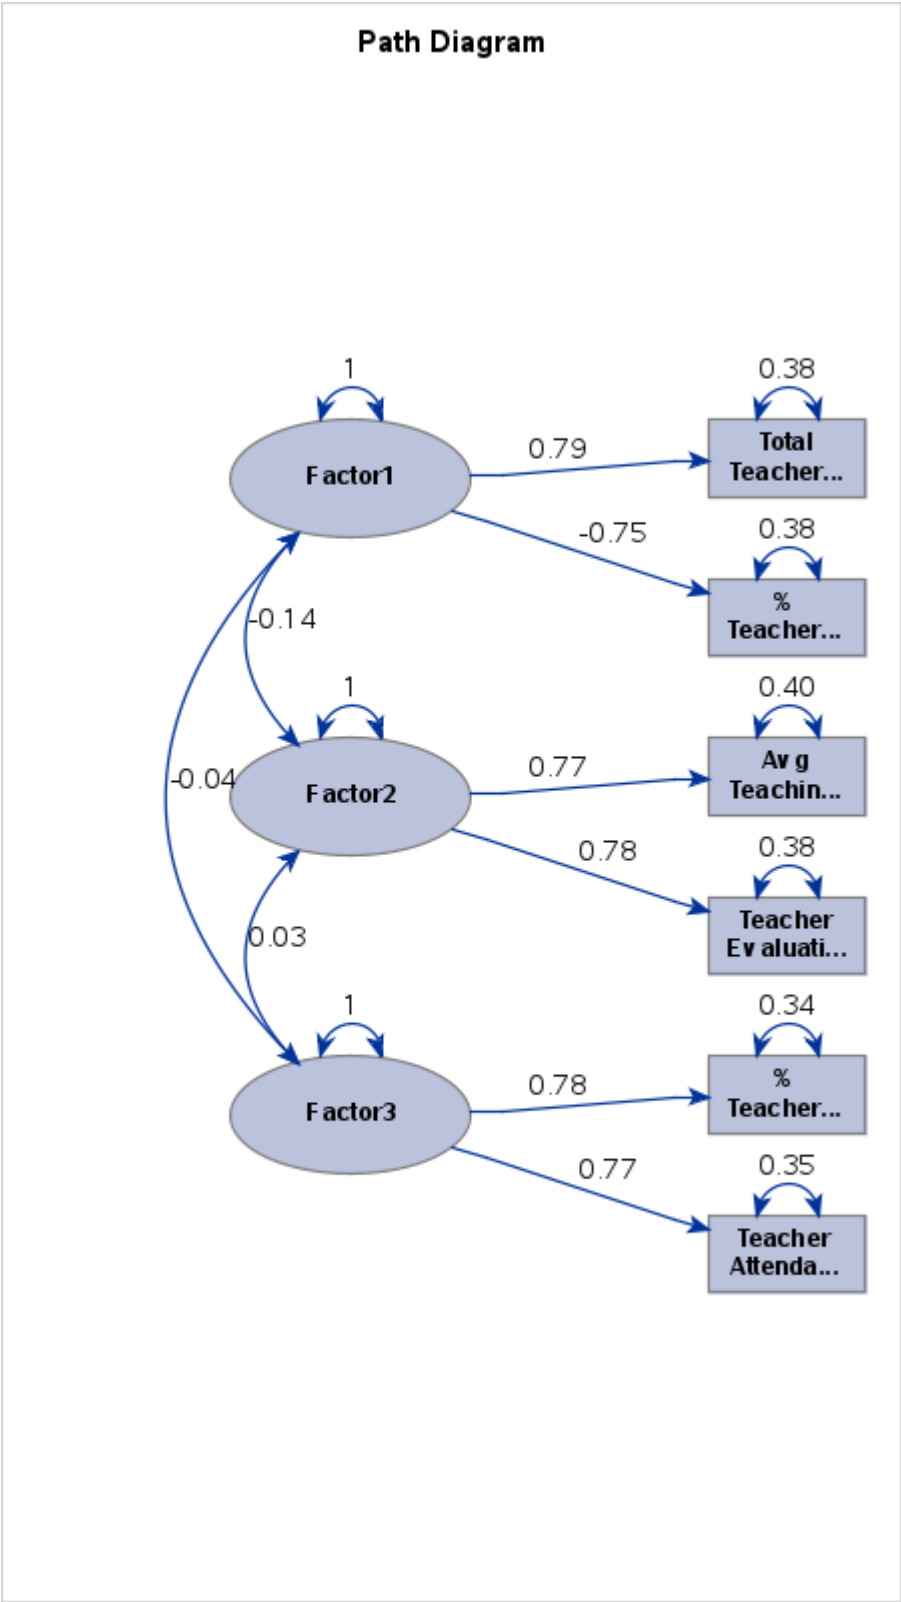 Path Diagram
1
0.38
Factor1
0.79
Total
Teacher...
-0.75
0.38
%
Teacher...
-0.14
1
0.40
-0.04
Factor2
0.77
Avg
Teachin...
0.78
0.38
Teacher
Evaluati...
0.03
1
0.34
Factor3
0.78
%
Teacher...
0.77
0.35
Teacher
Attenda...